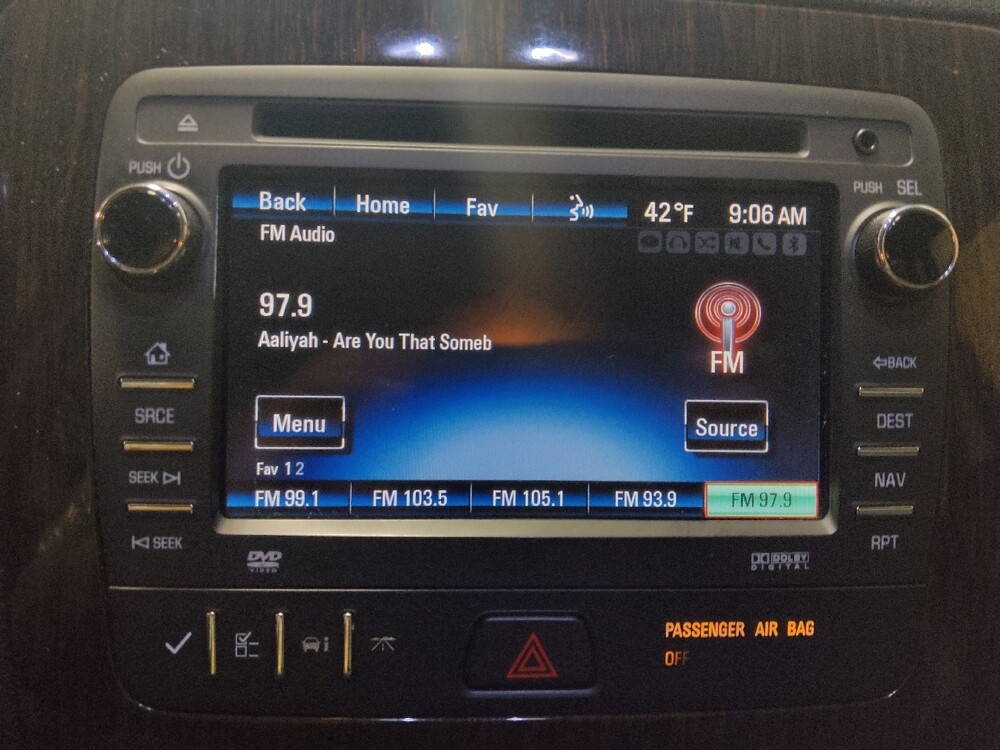 PUSH
PUSH SEL
Back Home Fav 42°F 9:06 AM
FM Audio
97.9
Aaliyah - Are You That Someb
FM
Menu
Source
Fav 1 2
FM 99.1 FM 103.5 FM 105.1 FM 93.9 FM 97.9
SRCE
SEEK
SEEK
BACK
DEST
NAV
RPT
DVD
VIDEO
DOLBY
DIGITAL
i
PASSENGER AIR BAG
OFF